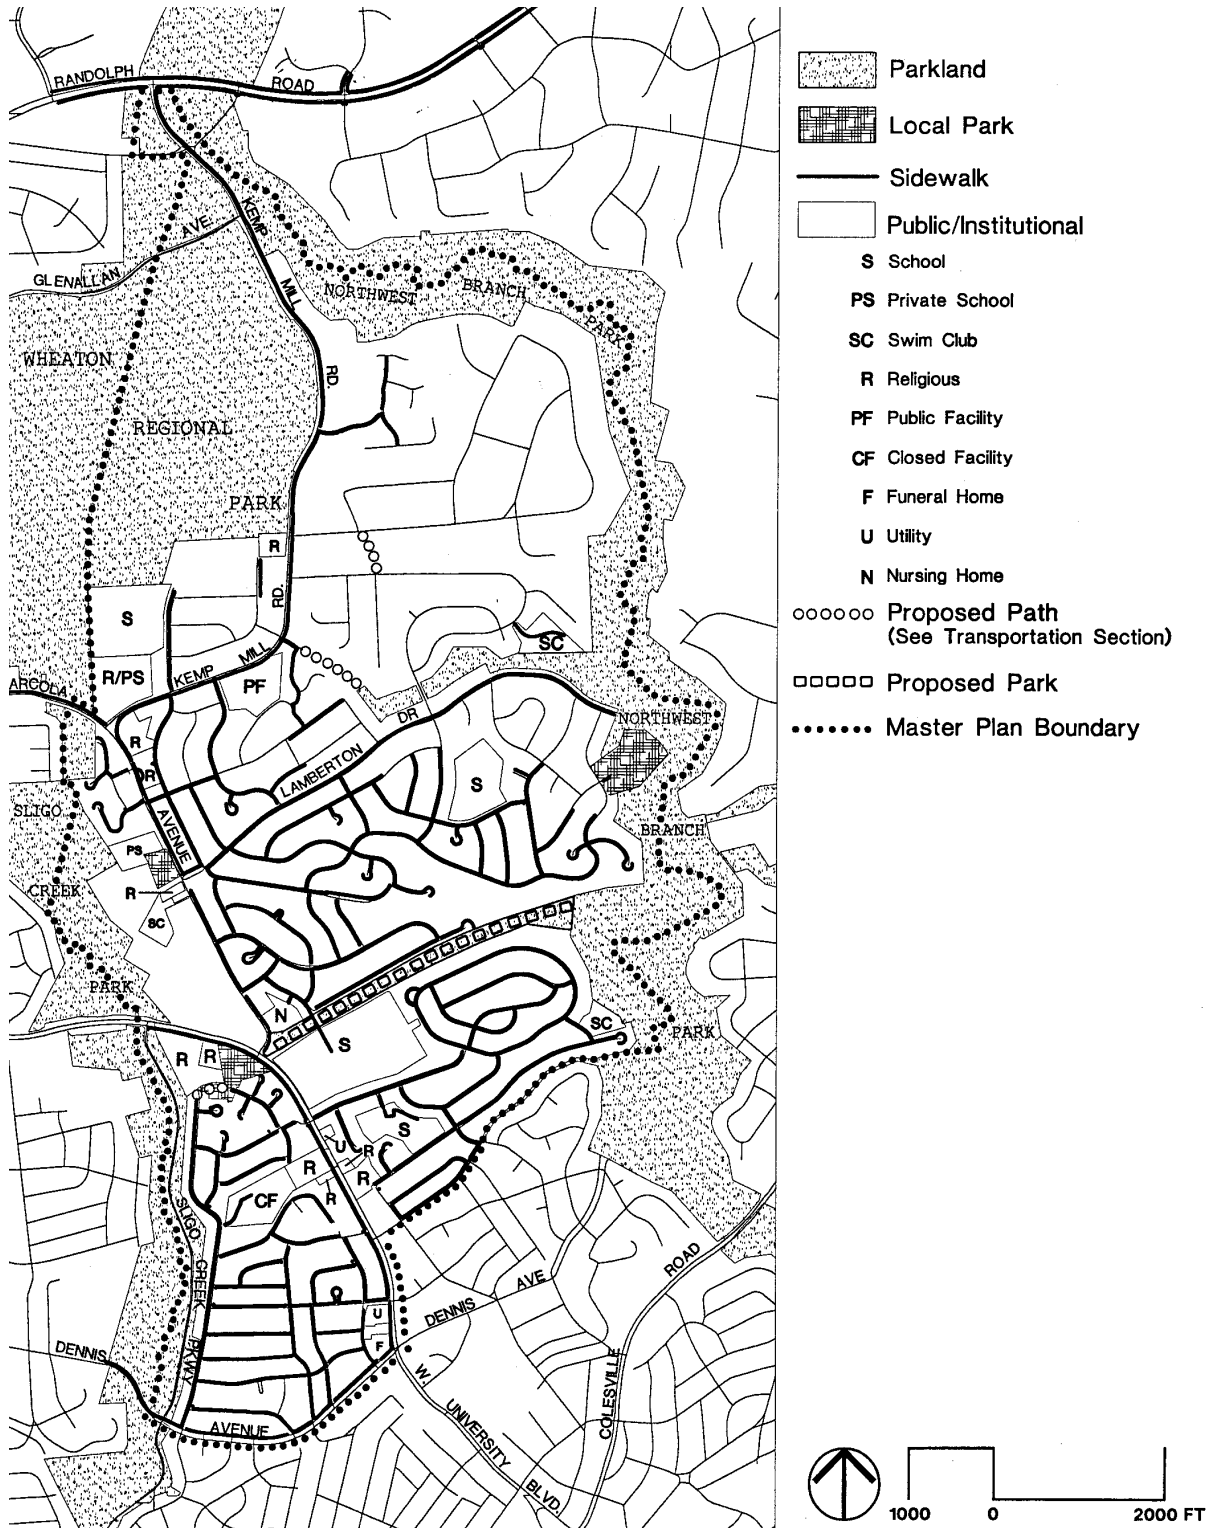 RANDOLPH ROAD
KEMP
AVE.
GLENALLAN
MILL
NORTHWEST BRANCH
PARK
WHEATON
RD.
REGIONAL
PARK
R
RD.
S
SC
MILL
KEMP
R/PS
PF
ARCOLA
DR
NORTHWEST
R
LAMBERTON
S
SLIGO
AVENUE
BRANCH
PS
CREEK
R
SC
PARK
N
SC
PARK
S
R R
S
U
R
R
R
CF
R
SLIGO
ROAD
CREEK
AVE
DENNIS
U
F
DENNIS
PKWY
W.
COLESVILLE
UNIVERSITY
AVENUE
BLVD.
Parkland
Local Park
Sidewalk
Public/Institutional
S School
PS Private School
SC Swim Club
R Religious
PF Public Facility
CF Closed Facility
F Funeral Home
U Utility
N Nursing Home
Proposed Path
(See Transportation Section)
Proposed Park
Master Plan Boundary
1000 0 2000 FT